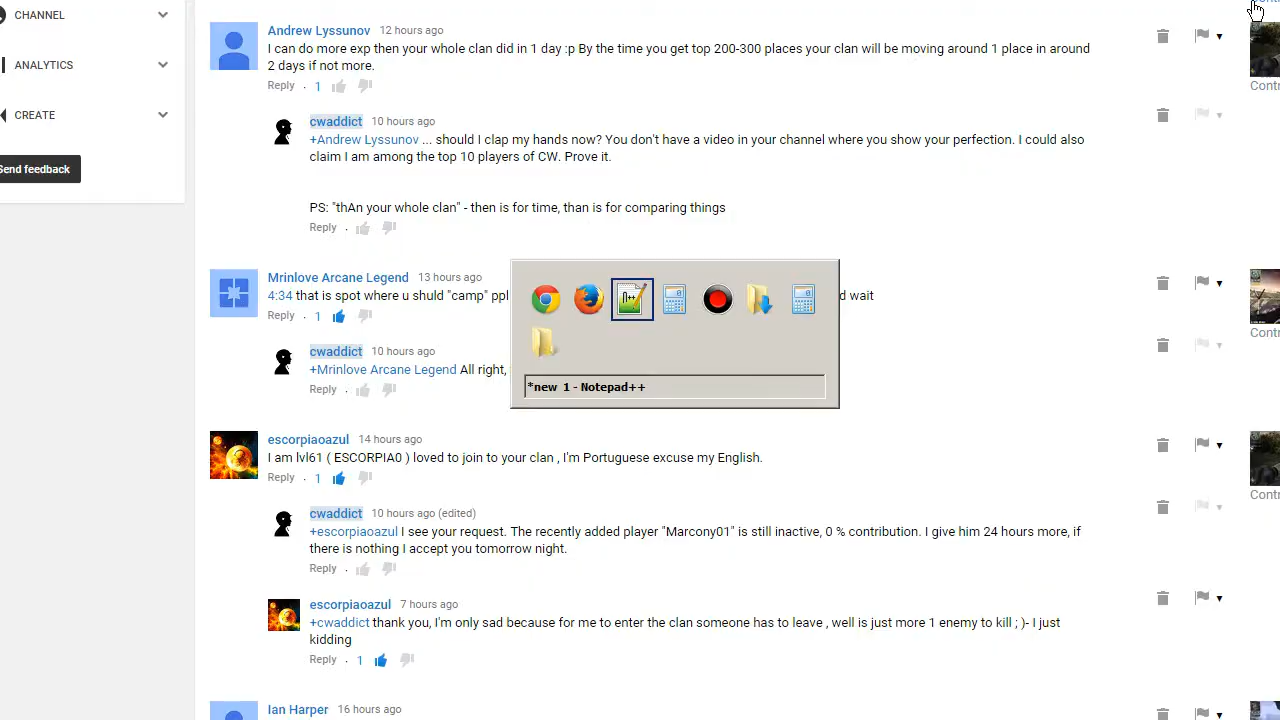 CHANNEL
ANALYTICS
CREATE
Send feedback
Andrew Lyssunov 12 hours ago
I can do more exp then your whole clan did in 1 day :p By the time you get top 200-300 places your clan will be moving around 1 place in around
2 days if not more.
Reply · 1
cwaddict 10 hours ago
+Andrew Lyssunov ... should I clap my hands now? You don't have a video in your channel where you show your perfection. I could also
claim I am among the top 10 players of CW. Prove it.
PS: "thAn your whole clan" - then is for time, than is for comparing things
Reply ·
Mrinlove Arcane Legend 13 hours ago
4:34 that is spot where u shuld "camp" ppl
d wait
Reply · 1
cwaddict 10 hours ago
+Mrinlove Arcane Legend All right,
Reply ·
*new 1 - Notepad++
escorpiaoazul 14 hours ago
I am lvl61 ( ESCORPIA0 ) loved to join to your clan , I'm Portuguese excuse my English.
Reply · 1
cwaddict 10 hours ago (edited)
+escorpiaoazul I see your request. The recently added player "Marcony01" is still inactive, 0 % contribution. I give him 24 hours more, if
there is nothing I accept you tomorrow night.
Reply ·
escorpiaoazul 7 hours ago
+cwaddict thank you, I'm only sad because for me to enter the clan someone has to leave , well is just more 1 enemy to kill ; )- I just
kidding
Reply · 1
Ian Harper 16 hours ago
Contr
Contr
Contr